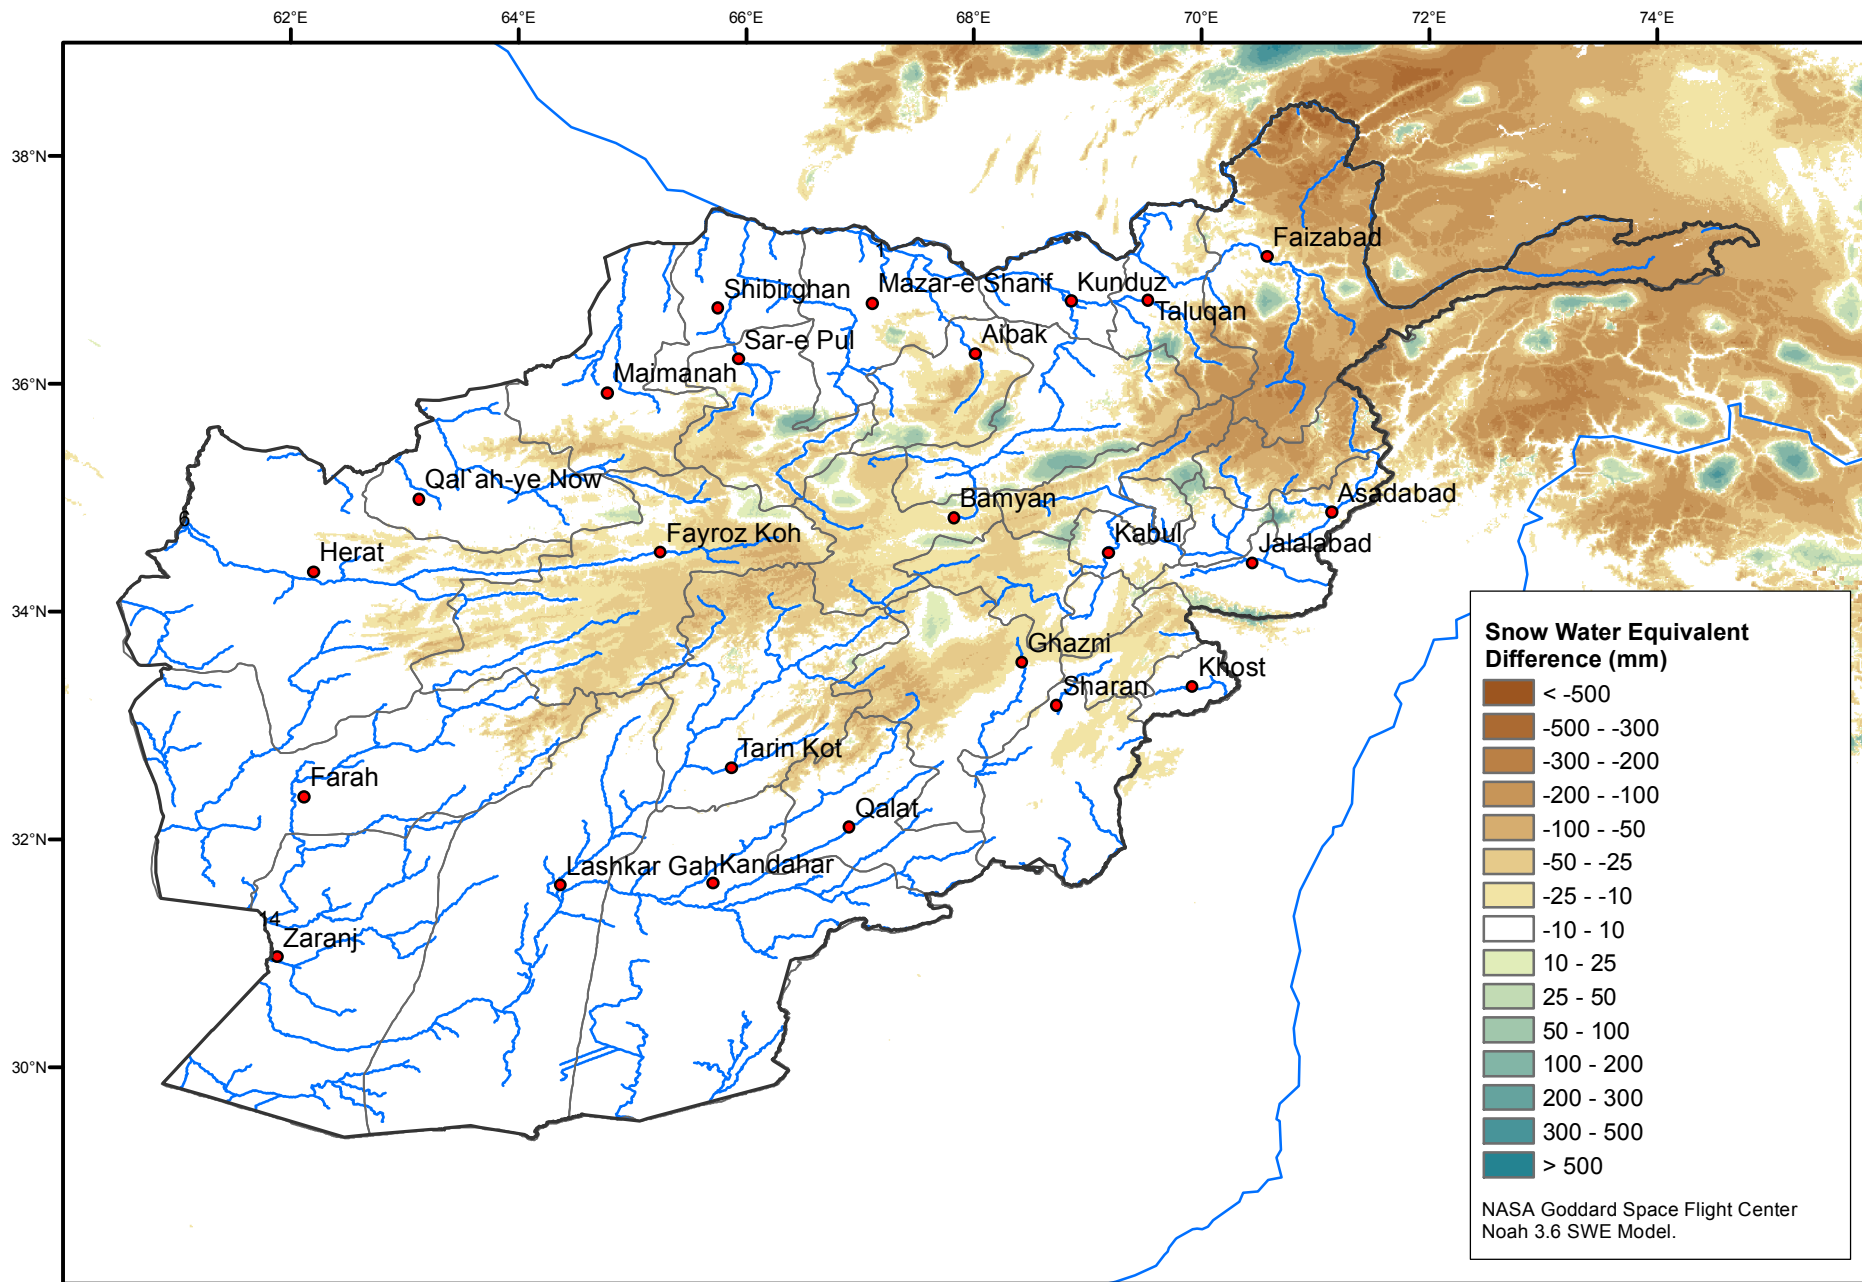 62°E
64°E
66°E
68°E
70°E
72°E
74°E
38°N
36°N
34°N
32°N
30°N
Faizabad
Shibirghan
Mazar-e Sharif
Kunduz
Taluqan
Sar-e Pul
Aibak
Maimanah
Qal ah-ye Now
Bamyan
Asadabad
6
Herat
Fayroz Koh
Kabul
Jalalabad
Ghazni
Khost
Sharan
Tarin Kot
Farah
Qalat
Lashkar Gah
Kandahar
14
Zaranj
Snow Water Equivalent
Difference (mm)
< -500
-500 - -300
-300 - -200
-200 - -100
-100 - -50
-50 - -25
-25 - -10
-10 - 10
10 - 25
25 - 50
50 - 100
100 - 200
200 - 300
300 - 500
> 500
NASA Goddard Space Flight Center
Noah 3.6 SWE Model.